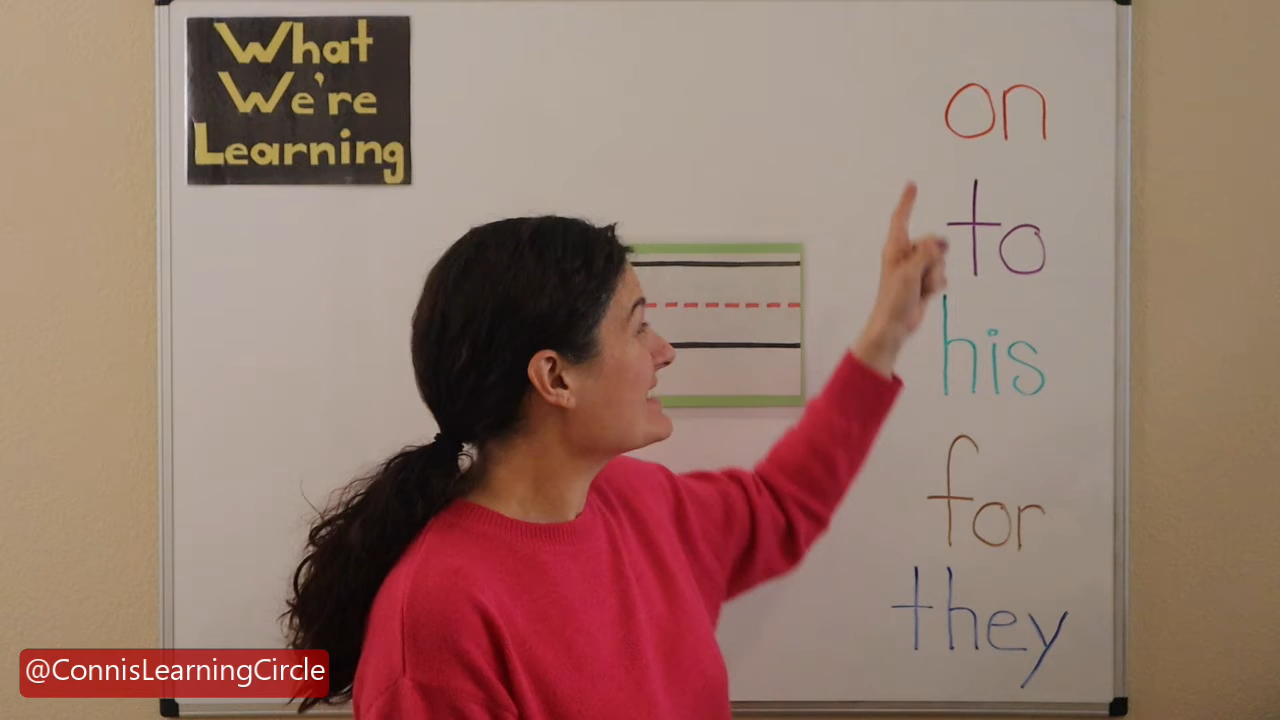 What
We're
Learning
on
to
his
for
they
@ConnisLearningCircle